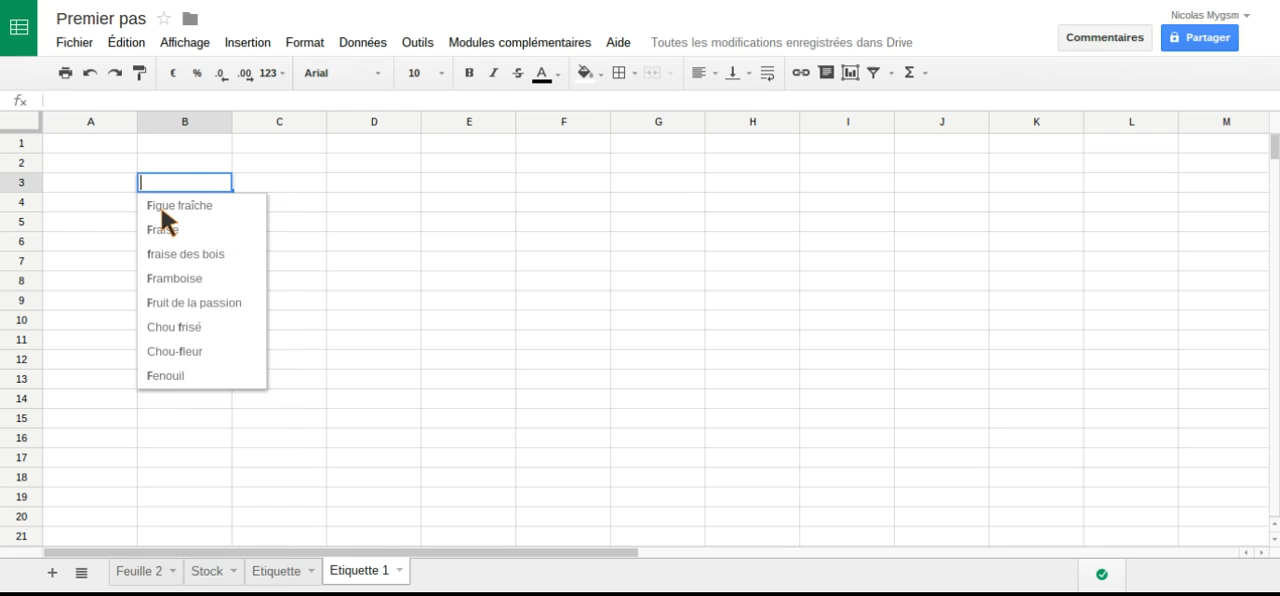 Premier pas
Nicolas Mygsm
Fichier Édition Affichage Insertion Format Données Outils Modules complémentaires Aide Toutes les modifications enregistrées dans Drive
Commentaires Partager
€ % .0 .00 123 Arial 10 B I S A Σ
fx
A B C D E F G H I J K L M
1
2
3
4
5
6
7
8
9
10
11
12
13
14
15
16
17
18
19
20
21
Figue fraîche
Fraise
fraise des bois
Framboise
Fruit de la passion
Chou frisé
Chou-fleur
Fenouil
+ Feuille 2 Stock Etiquette Etiquette 1